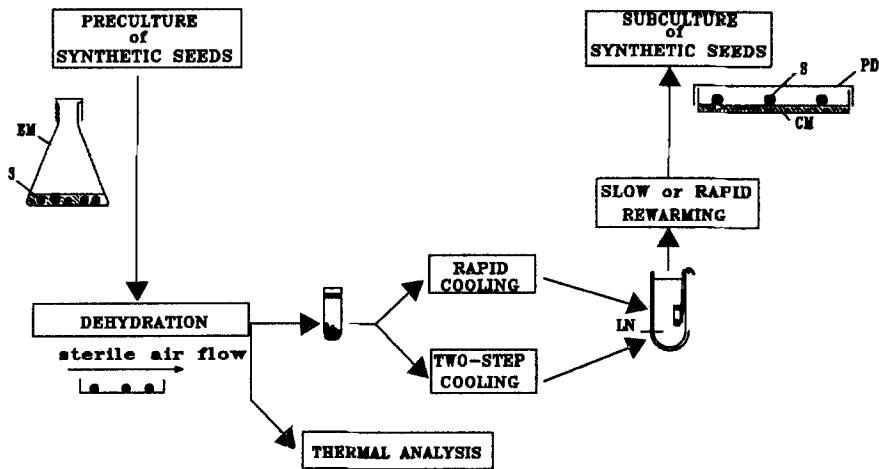 PRECULTURE
of
SYNTHETIC SEEDS
EM
S
DEHYDRATION
sterile air flow
THERMAL ANALYSIS
RAPID
COOLING
TWO-STEP
COOLING
LN
SLOW or RAPID
REWARMING
SUBCULTURE
of
SYNTHETIC SEEDS
S
PD
CM